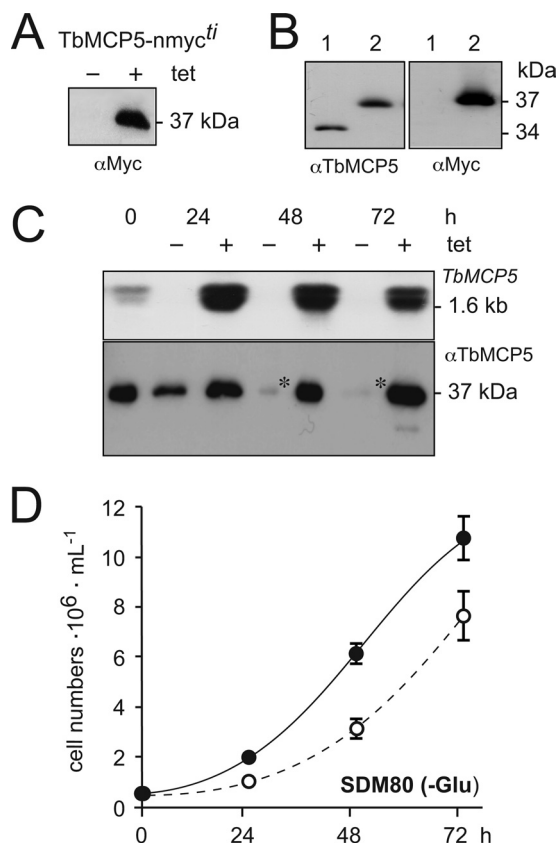 A
TbMCP5-nmyc^ti
− + tet
37 kDa
αMyc
B
1 2 1 2
kDa
37
34
αTbMCP5 αMyc
C
0 24 48 72 h
− + − + − + tet
TbMCP5
1.6 kb
αTbMCP5
* *
37 kDa
D
12
10
8
6
4
2
0
cell numbers ·10^6 · mL^-1
SDM80 (-Glu)
0 24 48 72 h